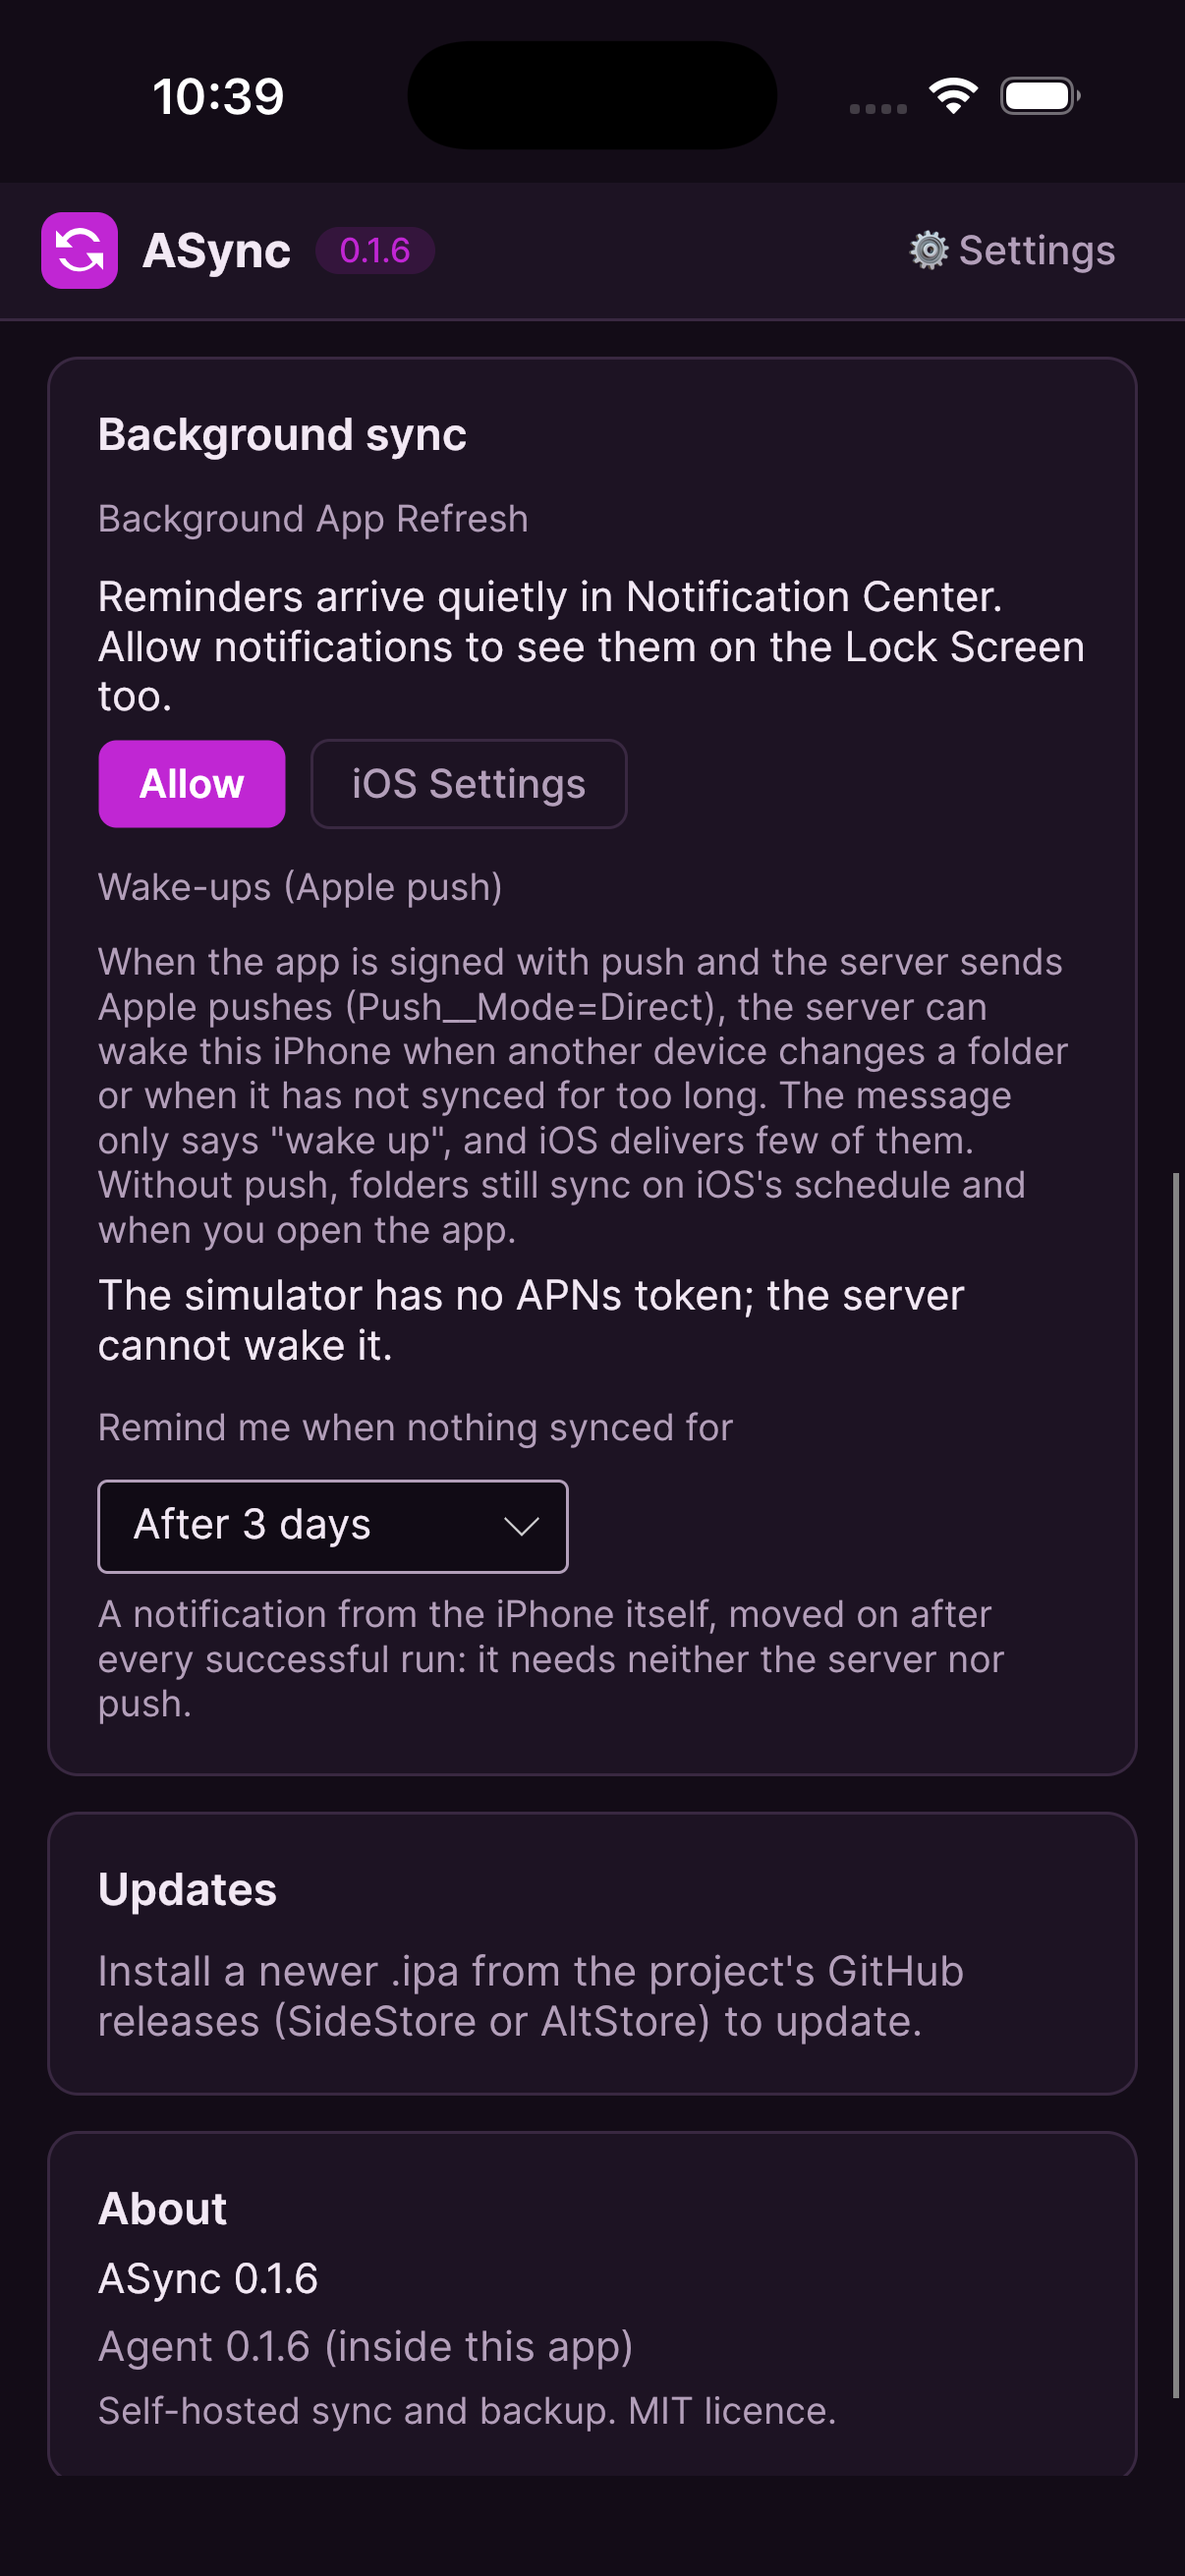 10:39
ASync 0.1.6 Settings
Background sync
Background App Refresh
Reminders arrive quietly in Notification Center.
Allow notifications to see them on the Lock Screen
too.
Allow iOS Settings
Wake-ups (Apple push)
When the app is signed with push and the server sends
Apple pushes (Push__Mode=Direct), the server can
wake this iPhone when another device changes a folder
or when it has not synced for too long. The message
only says "wake up", and iOS delivers few of them.
Without push, folders still sync on iOS's schedule and
when you open the app.
The simulator has no APNs token; the server
cannot wake it.
Remind me when nothing synced for
After 3 days
A notification from the iPhone itself, moved on after
every successful run: it needs neither the server nor
push.
Updates
Install a newer .ipa from the project's GitHub
releases (SideStore or AltStore) to update.
About
ASync 0.1.6
Agent 0.1.6 (inside this app)
Self-hosted sync and backup. MIT licence.